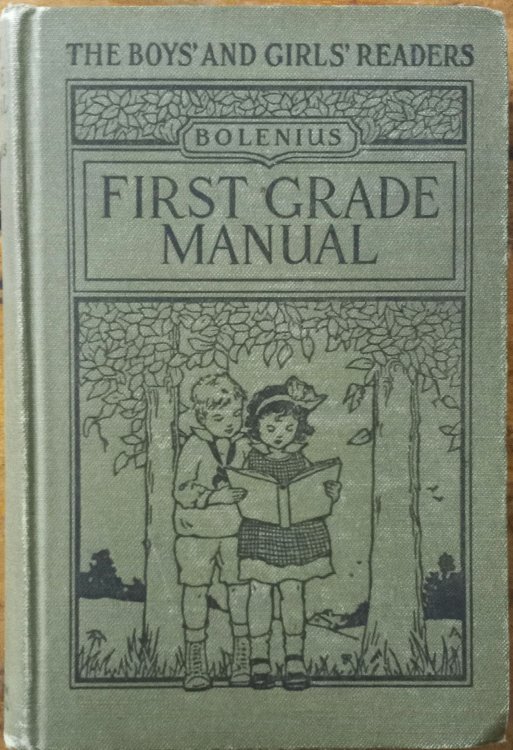 THE BOYS' AND GIRLS' READERS
BOLENIUS
FIRST GRADE
MANUAL